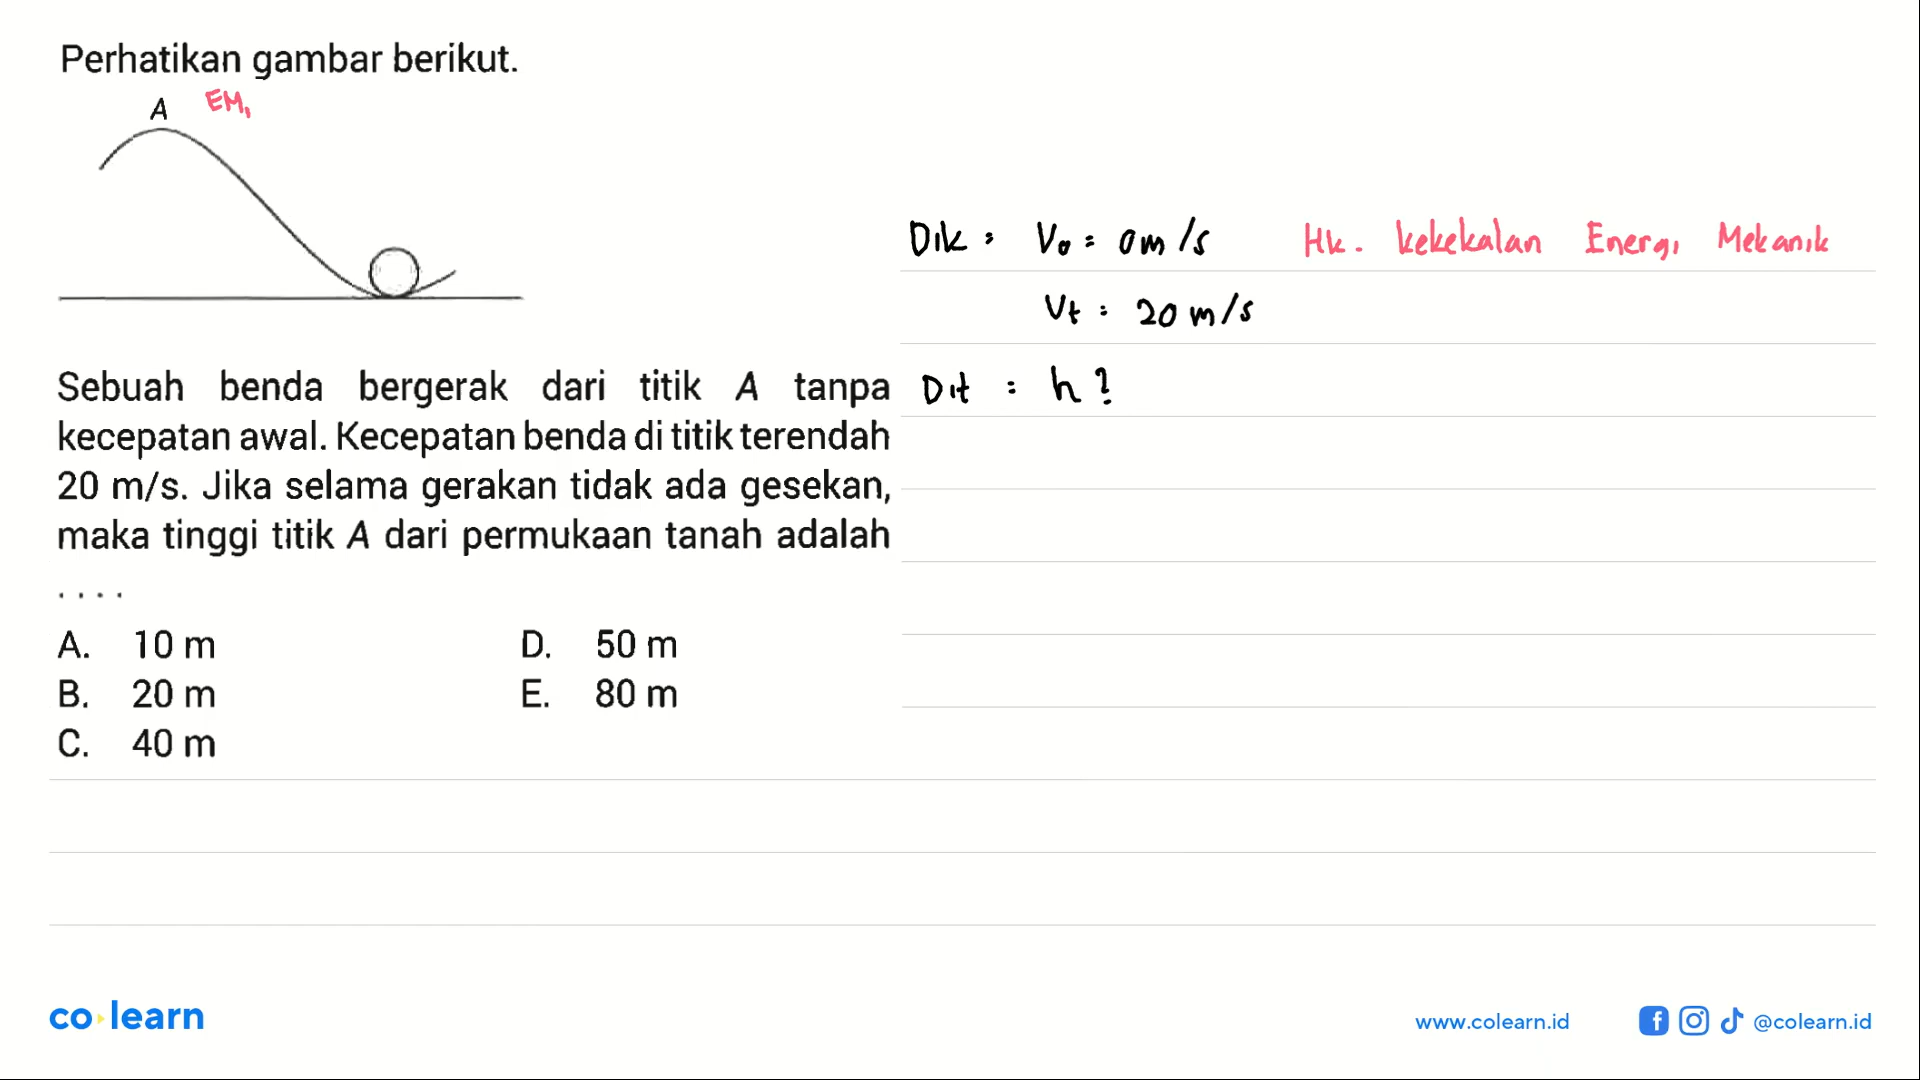 Perhatikan gambar berikut.
A EM₁
Dik : V₀ = 0 m/s Hk. kekekalan Energi Mekanik
Vt = 20 m/s
Dit : h?
Sebuah benda bergerak dari titik A tanpa
kecepatan awal. Kecepatan benda di titik terendah
20 m/s. Jika selama gerakan tidak ada gesekan,
maka tinggi titik A dari permukaan tanah adalah
....
A. 10 m
B. 20 m
C. 40 m
D. 50 m
E. 80 m
co learn
www.colearn.id
@colearn.id